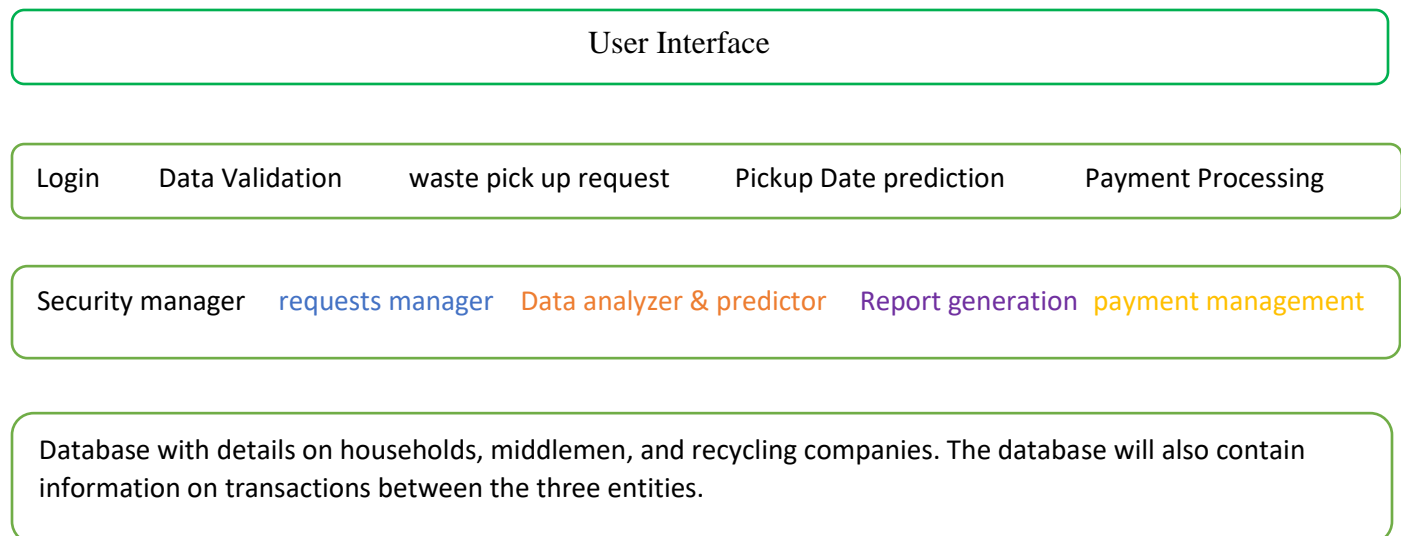 User Interface
Login Data Validation waste pick up request Pickup Date prediction Payment Processing
Security manager requests manager Data analyzer & predictor Report generation payment management
Database with details on households, middlemen, and recycling companies. The database will also contain
information on transactions between the three entities.